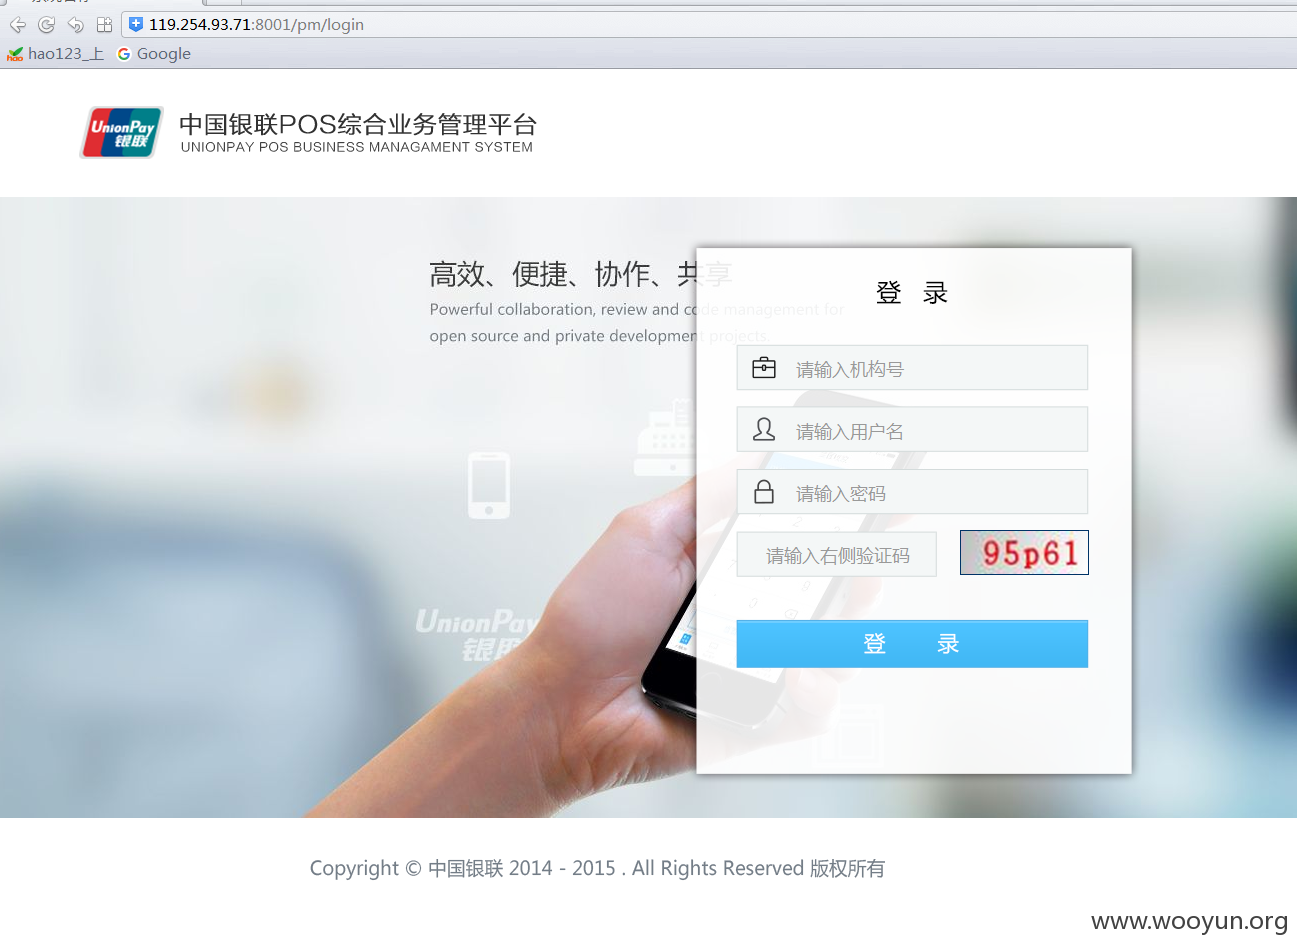 119.254.93.71:8001/pm/login
hao123_上
Google
UnionPay
银联
中国银联POS综合业务管理平台
UNIONPAY POS BUSINESS MANAGAMENT SYSTEM
高效、便捷、协作、共享
Powerful collaboration, review and code management for
open source and private development projects.
登 录
请输入机构号
请输入用户名
请输入密码
请输入右侧验证码
95p61
登 录
UnionPay
银联
Copyright © 中国银联 2014 - 2015 . All Rights Reserved 版权所有
www.wooyun.org